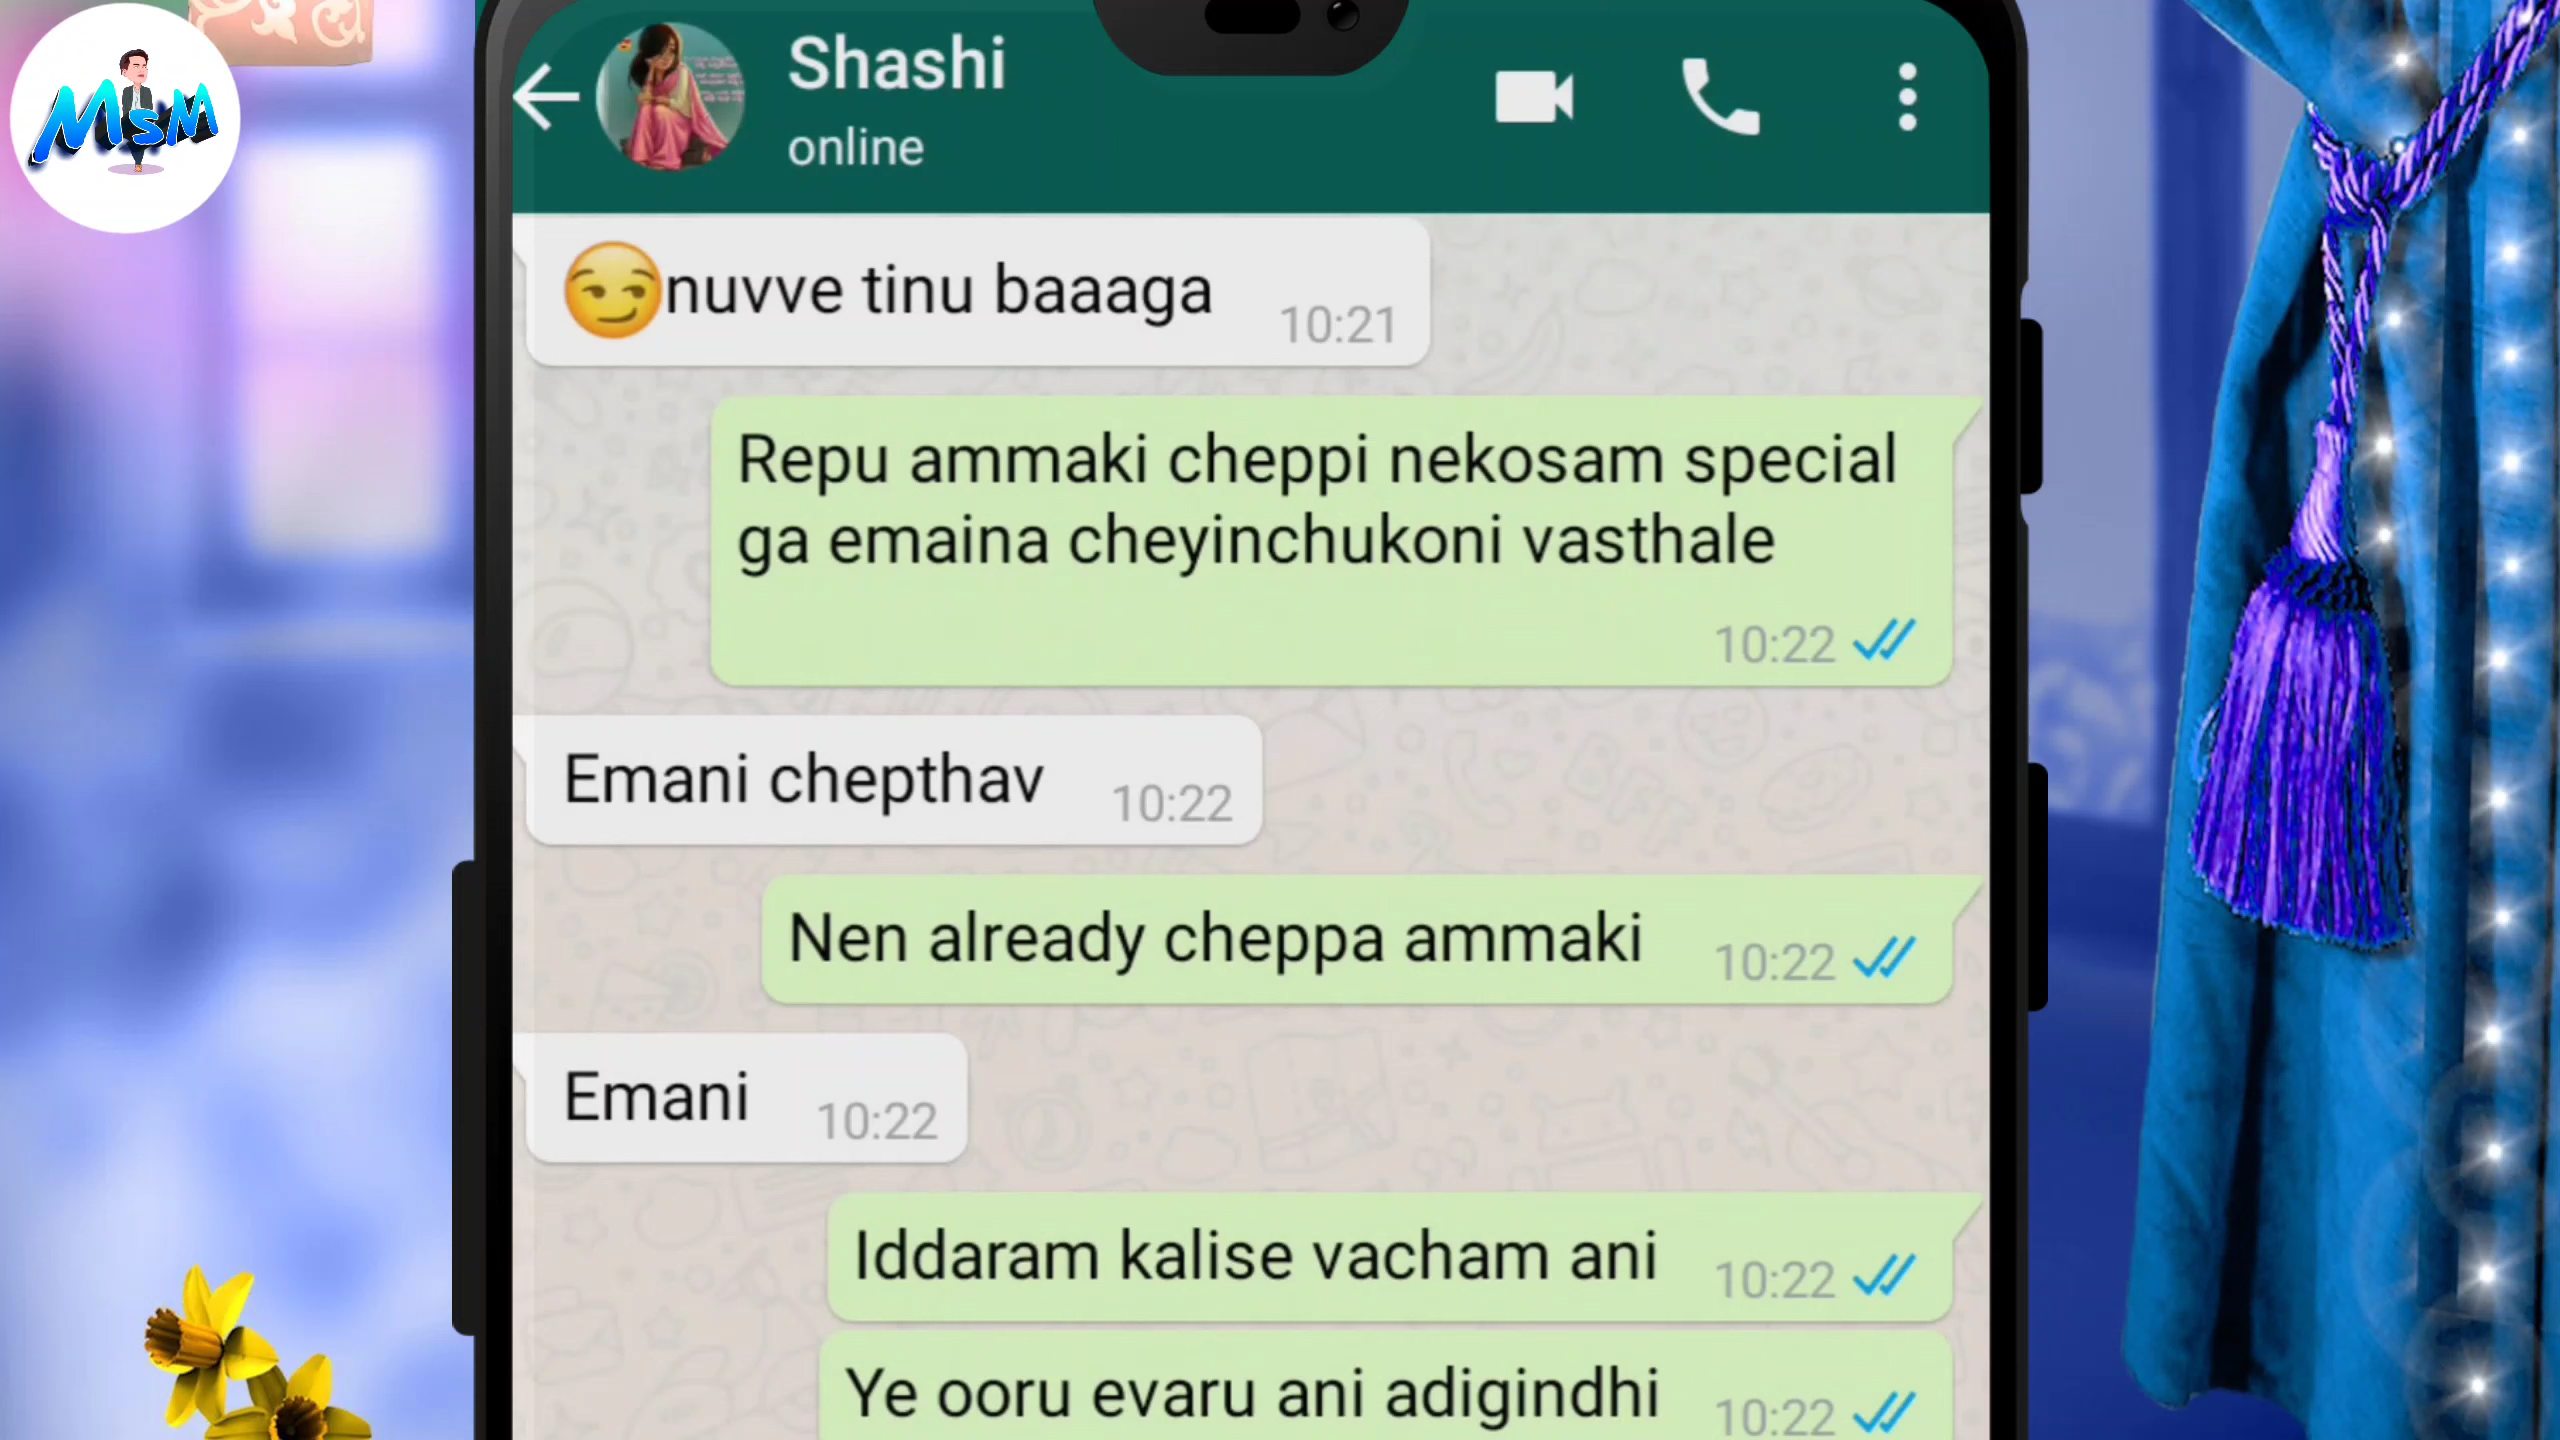 MSM
Shashi
online
😏nuvve tinu baaaga 10:21
Repu ammaki cheppi nekosam special
ga emaina cheyinchukoni vasthale
10:22
Emani chepthav 10:22
Nen already cheppa ammaki 10:22
Emani 10:22
Iddaram kalise vacham ani 10:22
Ye ooru evaru ani adigindhi 10:22